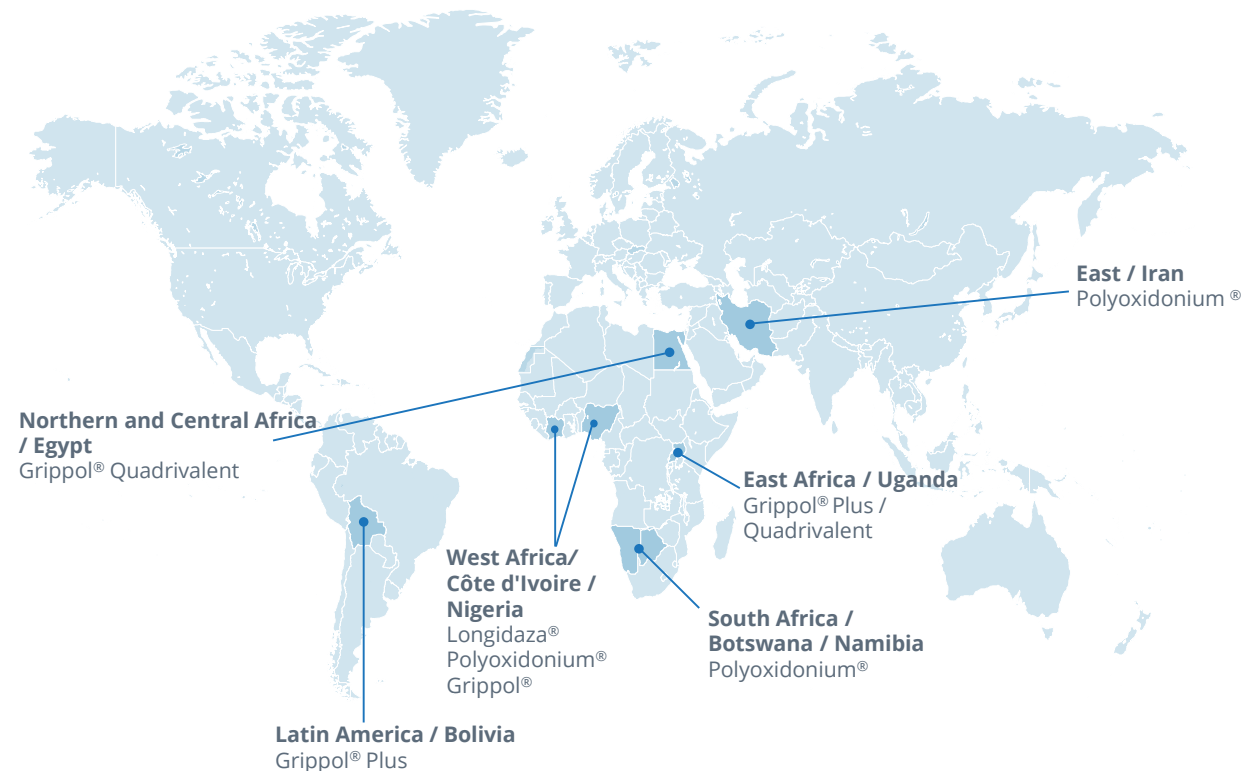 East / Iran
Polyoxidonium ®
Northern and Central Africa
/ Egypt
Grippol® Quadrivalent
East Africa / Uganda
Grippol® Plus /
Quadrivalent
West Africa/
Côte d'Ivoire /
Nigeria
Longidaza®
Polyoxidonium®
Grippol®
South Africa /
Botswana / Namibia
Polyoxidonium®
Latin America / Bolivia
Grippol® Plus